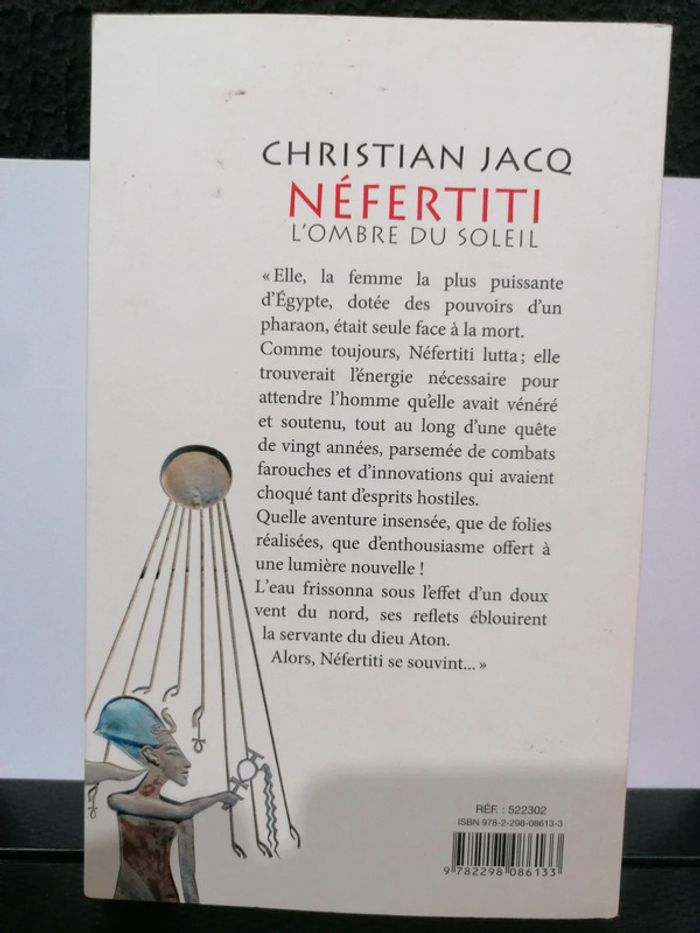 CHRISTIAN JACQ
NÉFERTITI
L'OMBRE DU SOLEIL
« Elle, la femme la plus puissante
d'Égypte, dotée des pouvoirs d'un
pharaon, était seule face à la mort.
Comme toujours, Néfertiti lutta ; elle
trouverait l'énergie nécessaire pour
attendre l'homme qu'elle avait vénéré
et soutenu, tout au long d'une quête
de vingt années, parsemée de combats
farouches et d'innovations qui avaient
choqué tant d'esprits hostiles.
Quelle aventure insensée, que de folies
réalisées, que d'enthousiasme offert à
une lumière nouvelle !
L'eau frissonna sous l'effet d'un doux
vent du nord, ses reflets éblouirent
la servante du dieu Aton.
Alors, Néfertiti se souvint... »
RÉF. : 522302
ISBN 978-2-298-08613-3
9 782298 086133